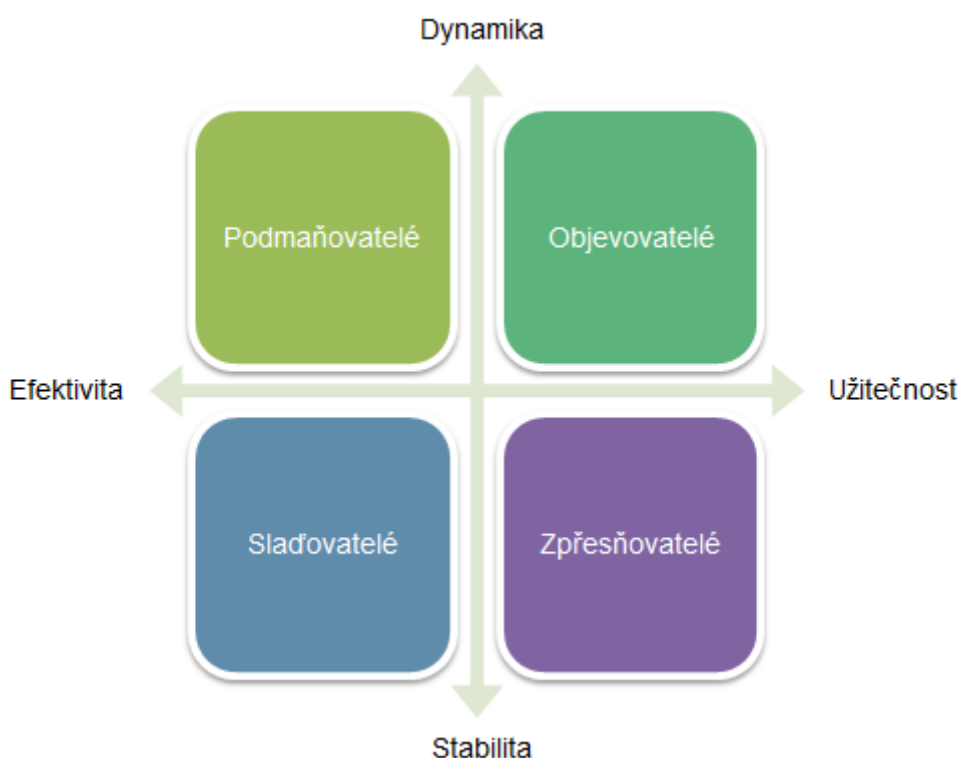 Dynamika
Podmaňovatelé
Objevovatelé
Efektivita
Užitečnost
Slaďovatelé
Zpřesňovatelé
Stabilita